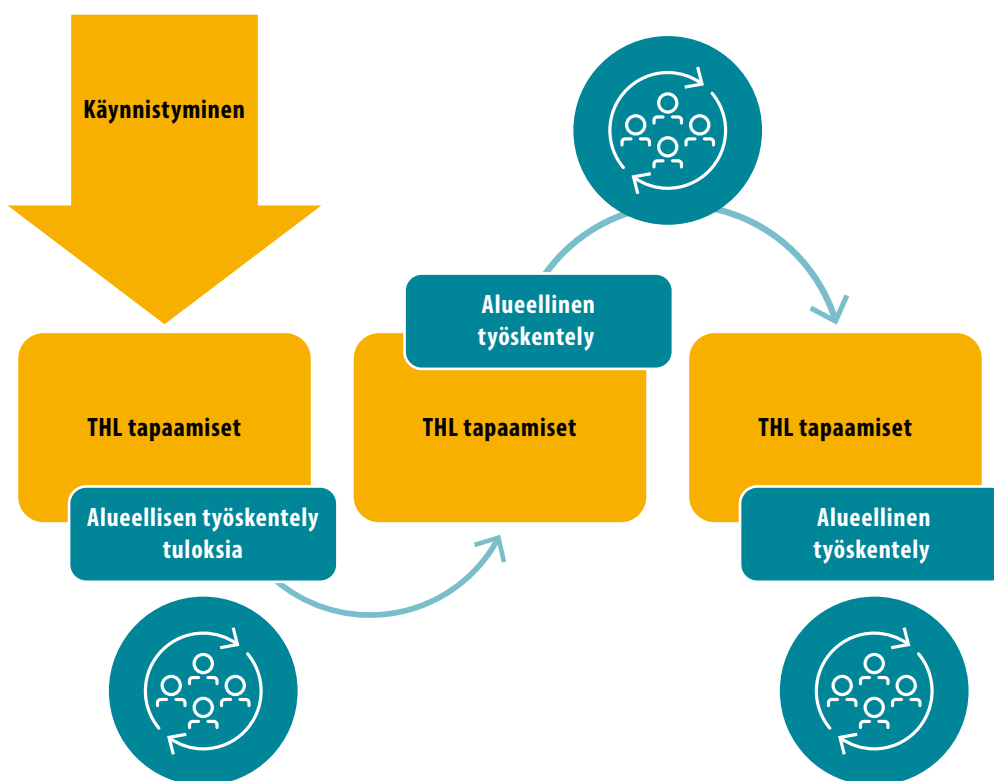 Käynnistyminen
THL tapaamiset
Alueellisen työskentely
tuloksia
Alueellinen
työskentely
THL tapaamiset
THL tapaamiset
Alueellinen
työskentely